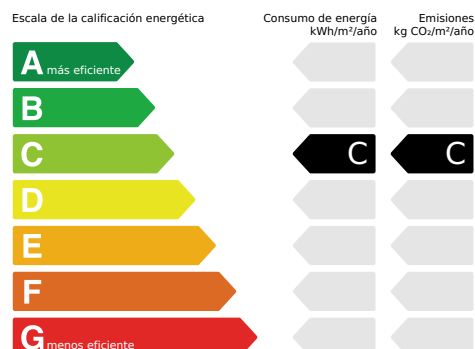 Escala de la calificación energética
Consumo de energía
kWh/m²/año
Emisiones
kg CO₂/m²/año
A más eficiente
B
C
C
C
D
E
F
G menos eficiente